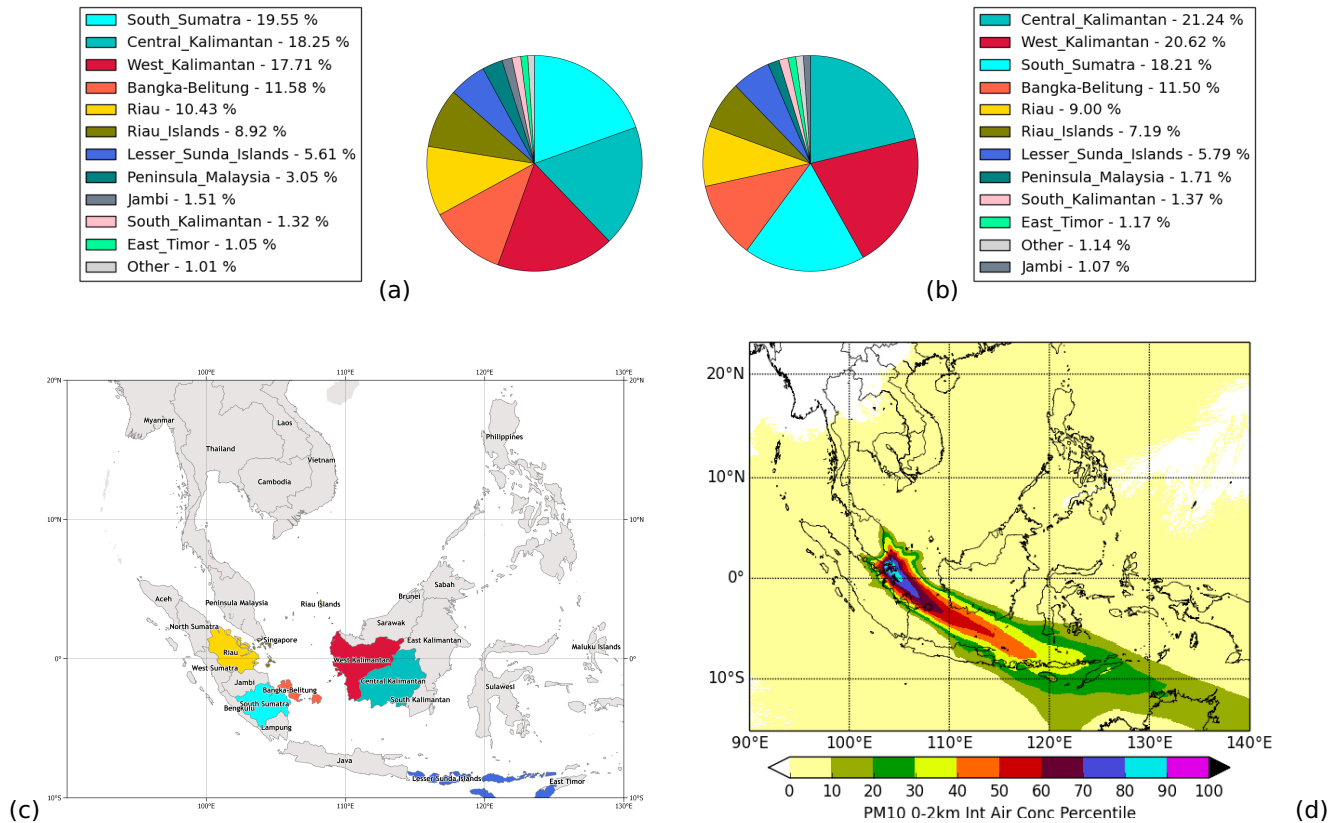 South_Sumatra - 19.55 %
Central_Kalimantan - 18.25 %
West_Kalimantan - 17.71 %
Bangka-Belitung - 11.58 %
Riau - 10.43 %
Riau_Islands - 8.92 %
Lesser_Sunda_Islands - 5.61 %
Peninsula_Malaysia - 3.05 %
Jambi - 1.51 %
South_Kalimantan - 1.32 %
East_Timor - 1.05 %
Other - 1.01 %
(a)
Central_Kalimantan - 21.24 %
West_Kalimantan - 20.62 %
South_Sumatra - 18.21 %
Bangka-Belitung - 11.50 %
Riau - 9.00 %
Riau_Islands - 7.19 %
Lesser_Sunda_Islands - 5.79 %
Peninsula_Malaysia - 1.71 %
South_Kalimantan - 1.37 %
East_Timor - 1.17 %
Other - 1.14 %
Jambi - 1.07 %
(b)
100°E 110°E 120°E 130°E
20°N 20°N
Myanmar
Laos
Thailand
Vietnam
Cambodia
Philippines
10°N 10°N
Aceh
Peninsula Malaysia
Riau Islands
Brunei
Sabah
North Sumatra
Singapore
Sarawak
East Kalimantan
Maluku Islands
Riau
West Sumatra
West Kalimantan
0° 0°
Jambi
Bangka-Belitung
Central Kalimantan
Sulawesi
South Sumatra
Bengkulu
South Kalimantan
Lampung
Java
Lesser Sunda Islands
East Timor
10°S 10°S
100°E 110°E 120°E 130°E
(c)
20°N
10°N
0°
10°S
90°E 100°E 110°E 120°E 130°E 140°E
0 10 20 30 40 50 60 70 80 90 100
PM10 0-2km Int Air Conc Percentile
(d)